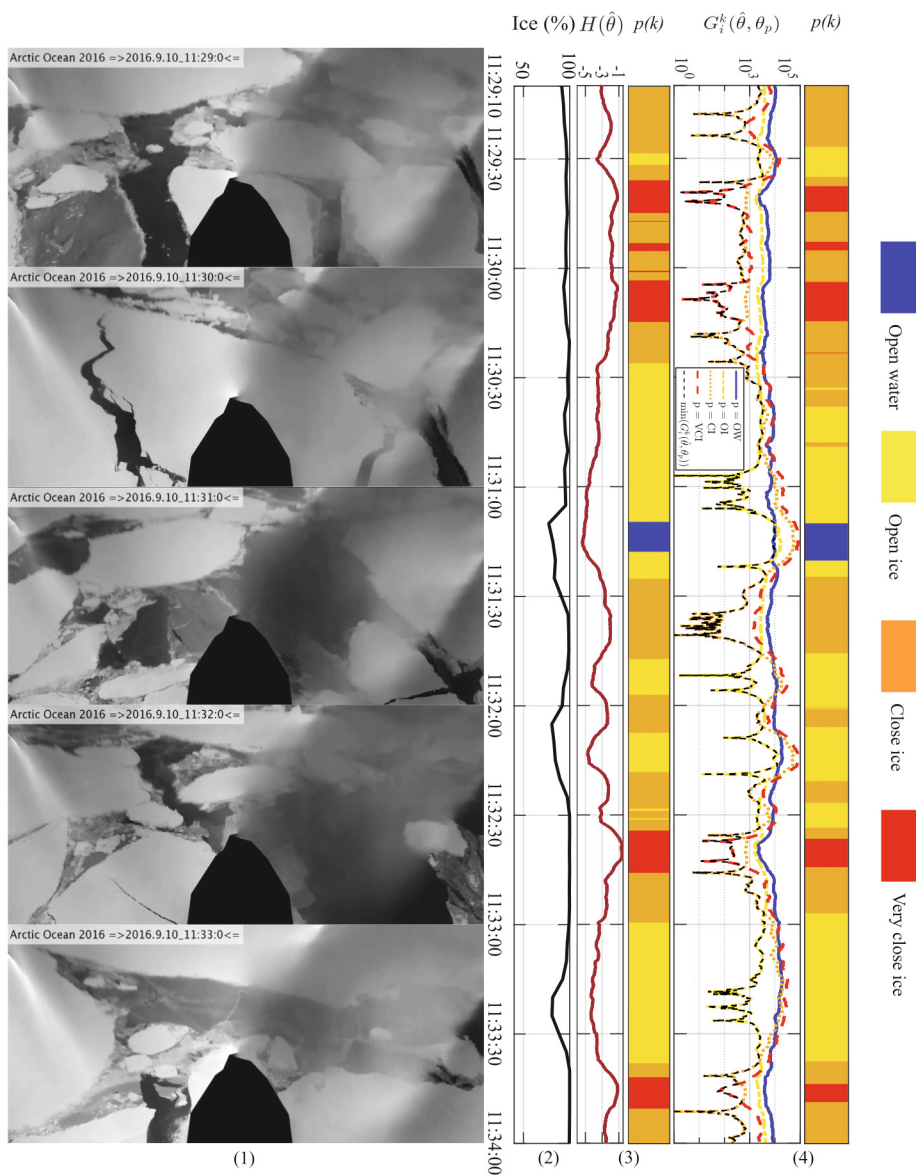 Ice (%)
H(θ̂)
p(k)
G_i^k(θ̂, θ_p)
p(k)
50
100
-5
-3
-1
10^0
10^3
10^5
Arctic Ocean 2016 =>2016.9.10_11:29:0<=
Arctic Ocean 2016 =>2016.9.10_11:30:0<=
Arctic Ocean 2016 =>2016.9.10_11:31:0<=
Arctic Ocean 2016 =>2016.9.10_11:32:0<=
Arctic Ocean 2016 =>2016.9.10_11:33:0<=
11:29:10
11:29:30
11:30:00
11:30:30
11:31:00
11:31:30
11:32:00
11:32:30
11:33:00
11:33:30
11:34:00
p = OW
p = OI
p = CI
p = VCI
min(G_i^k(θ̂, θ_p))
Open water
Open ice
Close ice
Very close ice
(1)
(2)
(3)
(4)